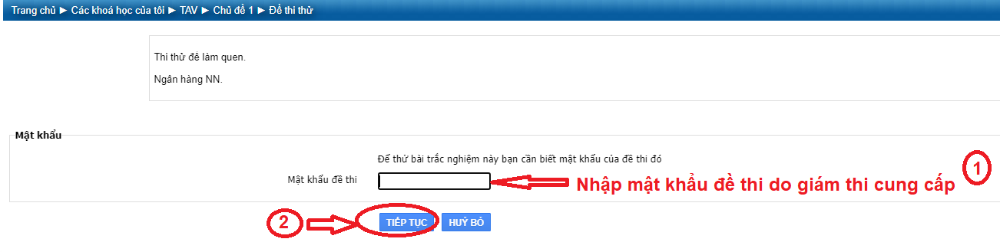 Trang chủ ► Các khoá học của tôi ► TAV ► Chủ đề 1 ► Đề thi thử
Thi thử để làm quen.
Ngân hàng NN.
Mật khẩu
Để thử bài trắc nghiệm này bạn cần biết mật khẩu của đề thi đó
Mật khẩu đề thi
Nhập mật khẩu đề thi do giám thi cung cấp
1
2
TIẾP TỤC
HUỶ BỎ